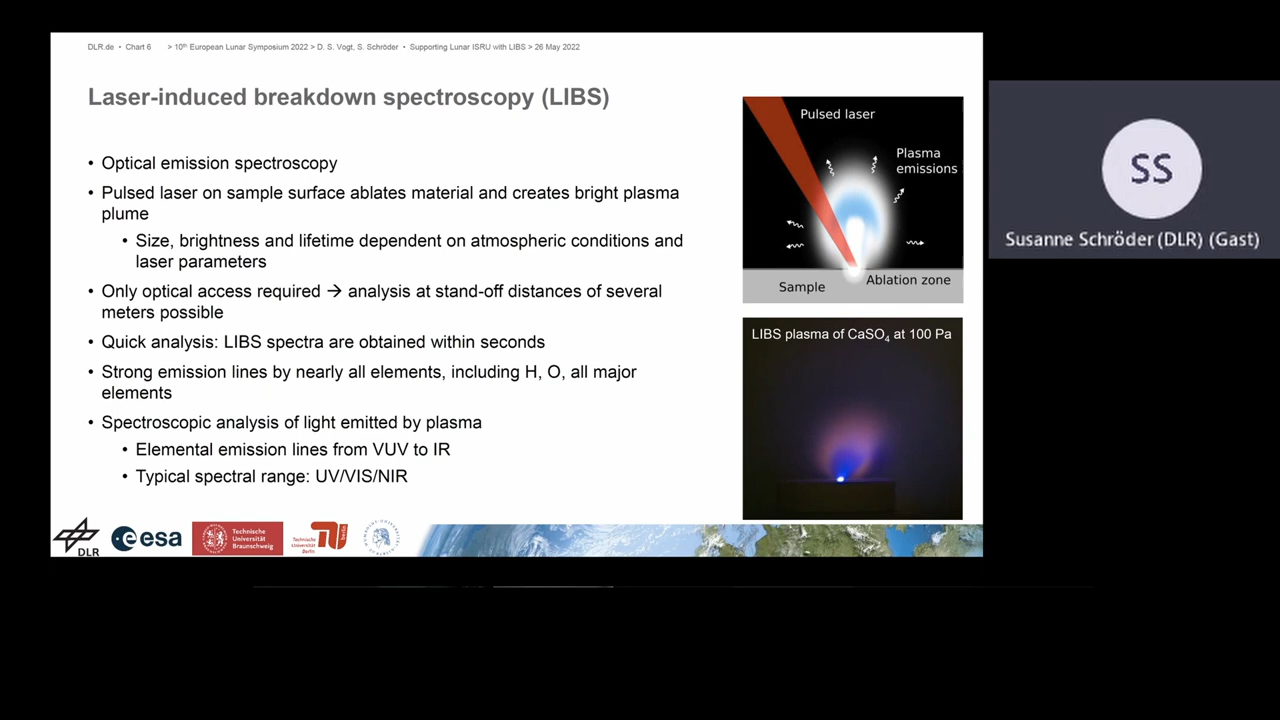 DLR.de • Chart 6 > 10th European Lunar Symposium 2022 > D. S. Vogt, S. Schröder • Supporting Lunar ISRU with LIBS > 26 May 2022
Laser-induced breakdown spectroscopy (LIBS)
• Optical emission spectroscopy
• Pulsed laser on sample surface ablates material and creates bright plasma
plume
• Size, brightness and lifetime dependent on atmospheric conditions and
laser parameters
• Only optical access required → analysis at stand-off distances of several
meters possible
• Quick analysis: LIBS spectra are obtained within seconds
• Strong emission lines by nearly all elements, including H, O, all major
elements
• Spectroscopic analysis of light emitted by plasma
• Elemental emission lines from VUV to IR
• Typical spectral range: UV/VIS/NIR
Pulsed laser
Plasma
emissions
Sample
Ablation zone
LIBS plasma of CaSO4 at 100 Pa
SS
Susanne Schröder (DLR) (Gast)
DLR
esa
Technische
Universität
Braunschweig
Technische
Universität
Berlin
berlin